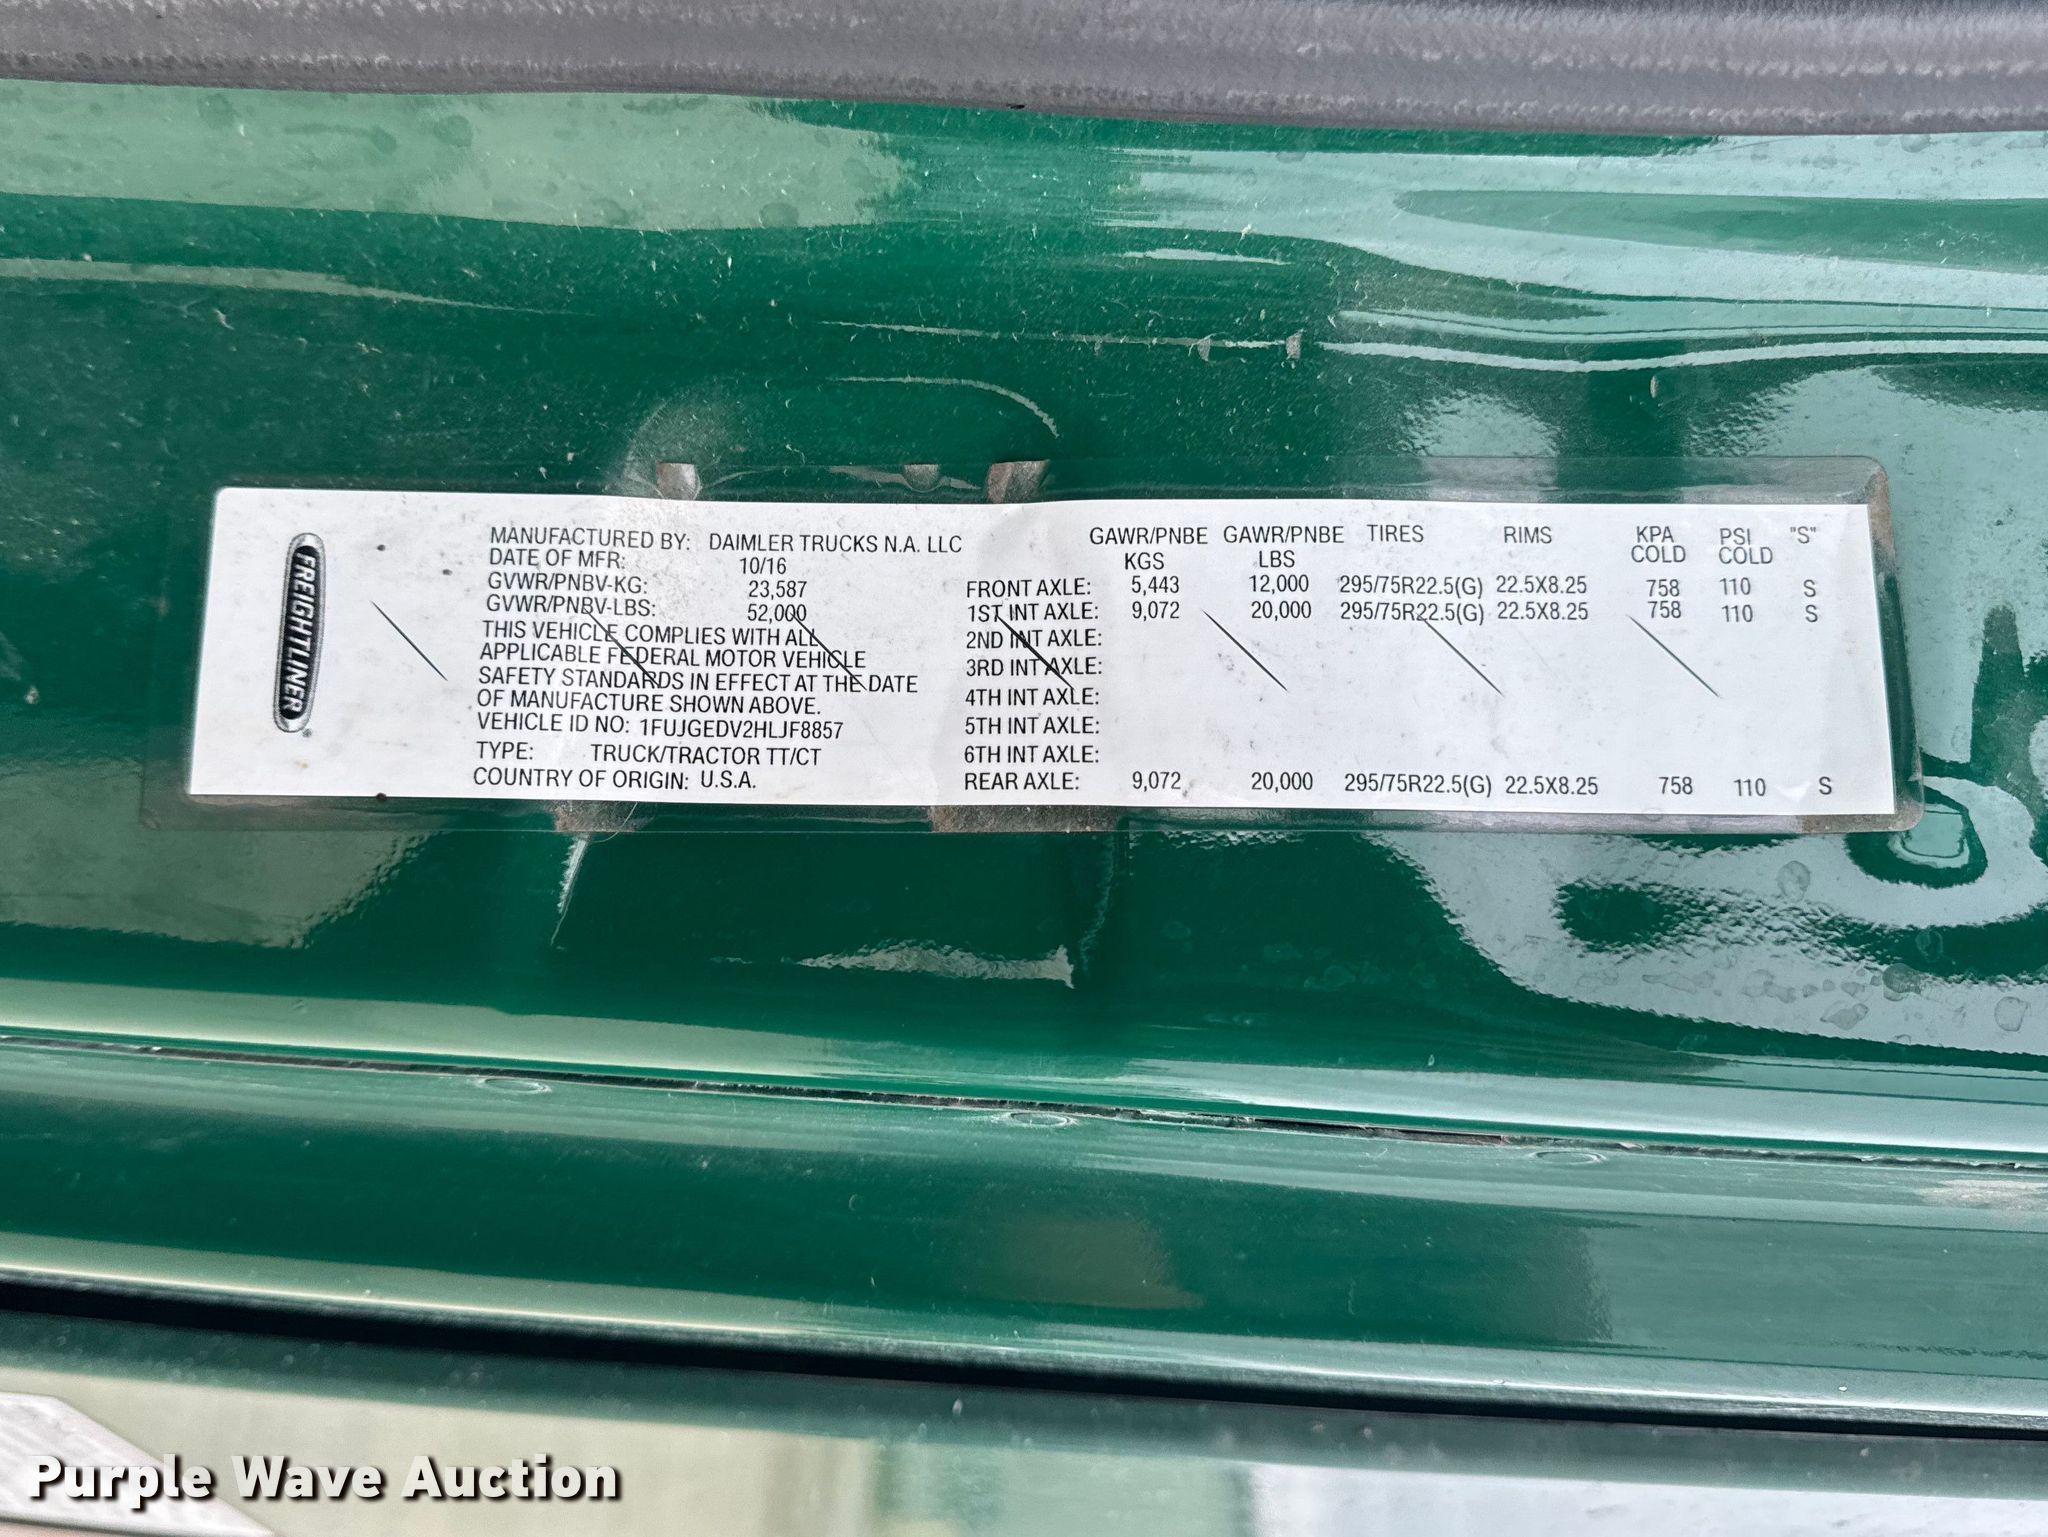 FREIGHTLINER
®
MANUFACTURED BY: DAIMLER TRUCKS N.A. LLC
DATE OF MFR: 10/16
GVWR/PNBV-KG: 23,587
GVWR/PNBV-LBS: 52,000
THIS VEHICLE COMPLIES WITH ALL
APPLICABLE FEDERAL MOTOR VEHICLE
SAFETY STANDARDS IN EFFECT AT THE DATE
OF MANUFACTURE SHOWN ABOVE.
VEHICLE ID NO: 1FUJGEDV2HLJF8857
TYPE: TRUCK/TRACTOR TT/CT
COUNTRY OF ORIGIN: U.S.A.
GAWR/PNBE GAWR/PNBE TIRES RIMS KPA PSI "S"
KGS LBS COLD COLD
FRONT AXLE: 5,443 12,000 295/75R22.5(G) 22.5X8.25 758 110 S
1ST INT AXLE: 9,072 20,000 295/75R22.5(G) 22.5X8.25 758 110 S
2ND INT AXLE:
3RD INT AXLE:
4TH INT AXLE:
5TH INT AXLE:
6TH INT AXLE:
REAR AXLE: 9,072 20,000 295/75R22.5(G) 22.5X8.25 758 110 S
Purple Wave Auction